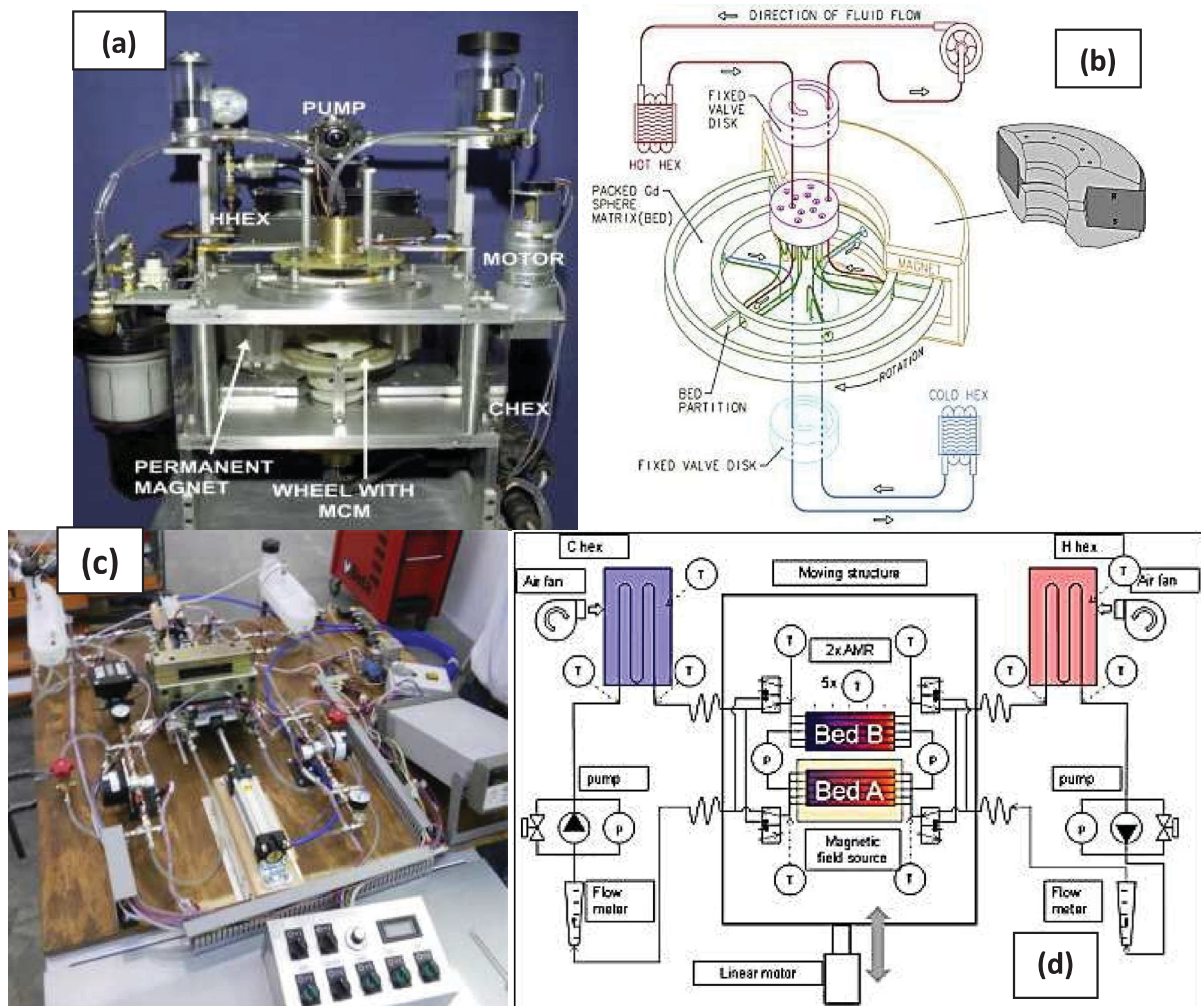 (a)
PUMP
HHEX
MOTOR
CHEX
PERMANENT
MAGNET
WHEEL WITH
MCM
(b)
DIRECTION OF FLUID FLOW
FIXED
VALVE
DISK
HOT HEX
PACKED Gd
SPHERE
MATRIX(BED)
MAGNET
ROTATION
BED
PARTITION
COLD HEX
FIXED VALVE DISK
N
S
(c)
(d)
C hex
H hex
Air fan
T
Moving structure
T
Air fan
T
T
T
2x AMR
T
T
T
5x
T
Bed B
p
p
Bed A
pump
pump
p
p
Magnetic
field source
T
T
Flow
meter
Flow
meter
Linear motor